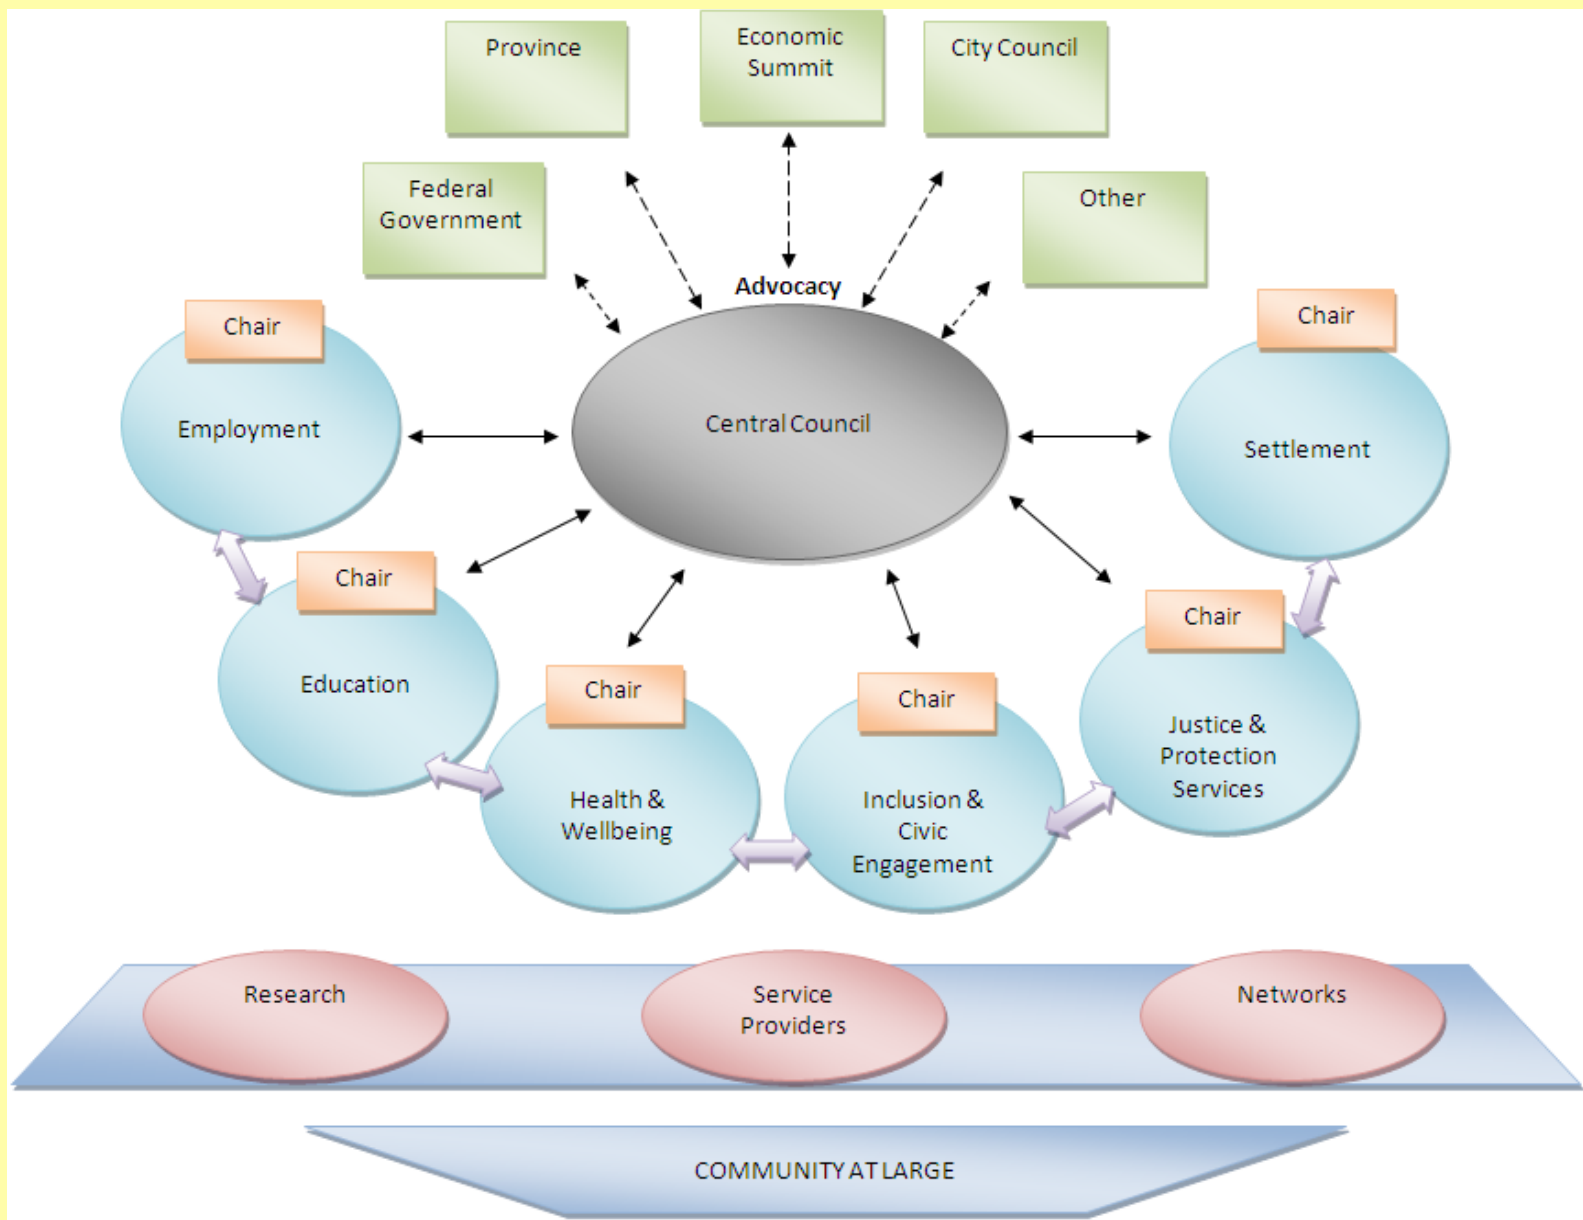 Province
Economic
Summit
City Council
Federal
Government
Other
Advocacy
Chair
Employment
Central Council
Chair
Settlement
Chair
Education
Chair
Health &
Wellbeing
Chair
Inclusion &
Civic
Engagement
Chair
Justice &
Protection
Services
Research
Service
Providers
Networks
COMMUNITY AT LARGE